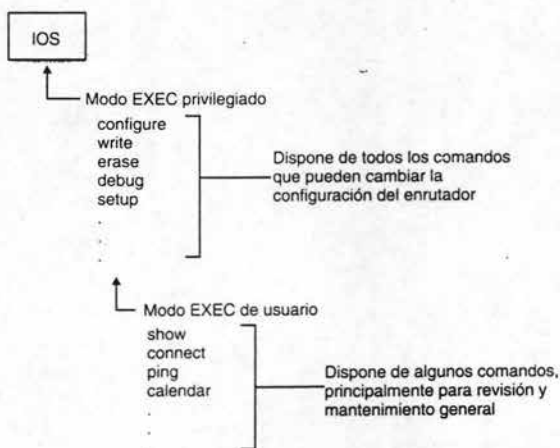 IOS
Modo EXEC privilegiado
configure
write
erase
debug
setup
.
.
.
Dispone de todos los comandos
que pueden cambiar la
configuración del enrutador
Modo EXEC de usuario
show
connect
ping
calendar
.
.
Dispone de algunos comandos,
principalmente para revisión y
mantenimiento general